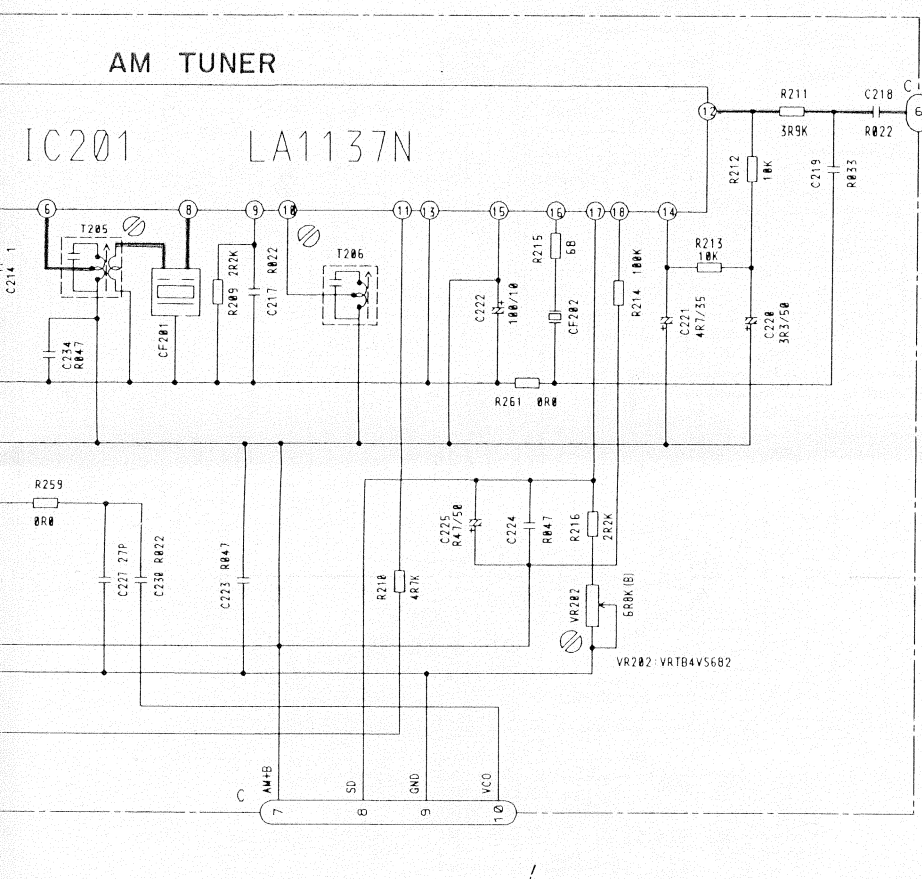 AM TUNER
C
R211
C218
6
12
3R9K
R022
IC201 LA1137N
R212
10K
C219
R033
6
8
9
10
11
13
15
16
17
18
14
T205
T206
C214
1
R209 2R2K
C217 R022
C222
100/10
R215
68
CF202
R214 100K
R213
10K
C221
4R7/35
C220
3R3/50
C234
R047
CF201
R261 0R0
R259
0R0
C227 27P
C230 R022
C223 R047
R210
4R7K
C225
R47/50
C224
R047
R216
2R2K
VR202
6R8K(B)
VR202:VRTB4VS682
C
AM+B
SD
GND
VCO
7
8
9
10